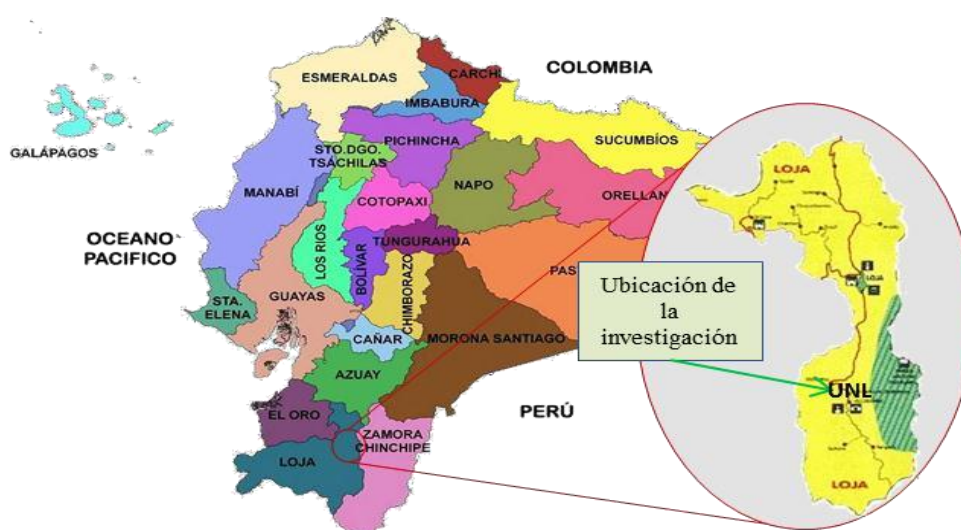 COLOMBIA
ESMERALDAS
CARCHI
IMBABURA
GALÁPAGOS
PICHINCHA
SUCUMBÍOS
STO.DGO.
TSÁCHILAS
MANABÍ
NAPO
ORELLAN
COTOPAXI
OCEANO
PACIFICO
LOS RIOS
BOLÍVAR
TUNGURAHUA
CHIMBORAZO
PAS
STA.
ELENA
GUAYAS
CAÑAR
MORONA SANTIAGO
AZUAY
PERÚ
EL ORO
ZAMORA
CHINCHIPE
LOJA
Ubicación de
la
investigación
LOJA
LOJA
UNL
LOJA